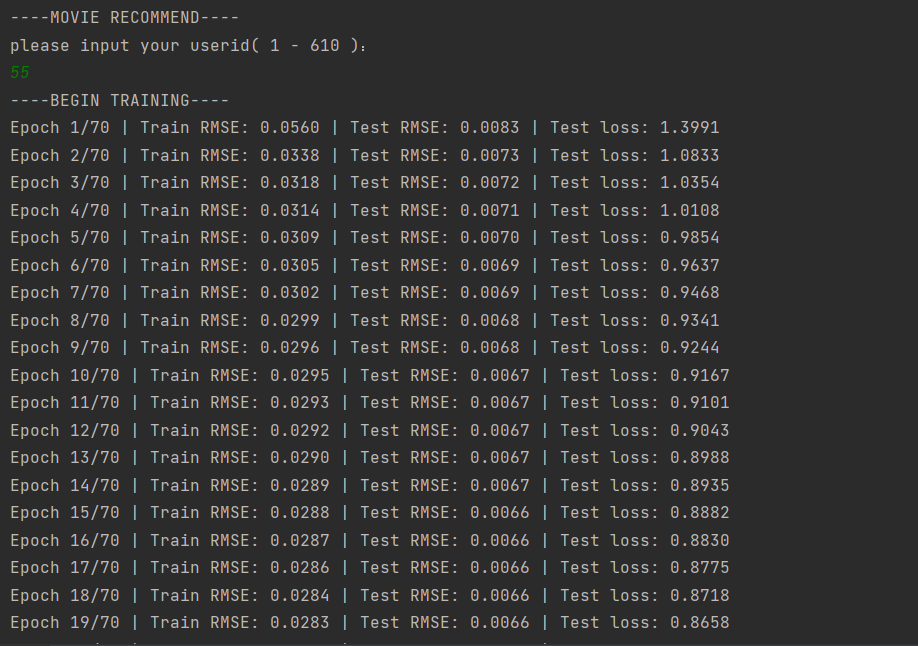 ----MOVIE RECOMMEND----
please input your userid( 1 - 610 ):
55
----BEGIN TRAINING----
Epoch 1/70 | Train RMSE: 0.0560 | Test RMSE: 0.0083 | Test loss: 1.3991
Epoch 2/70 | Train RMSE: 0.0338 | Test RMSE: 0.0073 | Test loss: 1.0833
Epoch 3/70 | Train RMSE: 0.0318 | Test RMSE: 0.0072 | Test loss: 1.0354
Epoch 4/70 | Train RMSE: 0.0314 | Test RMSE: 0.0071 | Test loss: 1.0108
Epoch 5/70 | Train RMSE: 0.0309 | Test RMSE: 0.0070 | Test loss: 0.9854
Epoch 6/70 | Train RMSE: 0.0305 | Test RMSE: 0.0069 | Test loss: 0.9637
Epoch 7/70 | Train RMSE: 0.0302 | Test RMSE: 0.0069 | Test loss: 0.9468
Epoch 8/70 | Train RMSE: 0.0299 | Test RMSE: 0.0068 | Test loss: 0.9341
Epoch 9/70 | Train RMSE: 0.0296 | Test RMSE: 0.0068 | Test loss: 0.9244
Epoch 10/70 | Train RMSE: 0.0295 | Test RMSE: 0.0067 | Test loss: 0.9167
Epoch 11/70 | Train RMSE: 0.0293 | Test RMSE: 0.0067 | Test loss: 0.9101
Epoch 12/70 | Train RMSE: 0.0292 | Test RMSE: 0.0067 | Test loss: 0.9043
Epoch 13/70 | Train RMSE: 0.0290 | Test RMSE: 0.0067 | Test loss: 0.8988
Epoch 14/70 | Train RMSE: 0.0289 | Test RMSE: 0.0067 | Test loss: 0.8935
Epoch 15/70 | Train RMSE: 0.0288 | Test RMSE: 0.0066 | Test loss: 0.8882
Epoch 16/70 | Train RMSE: 0.0287 | Test RMSE: 0.0066 | Test loss: 0.8830
Epoch 17/70 | Train RMSE: 0.0286 | Test RMSE: 0.0066 | Test loss: 0.8775
Epoch 18/70 | Train RMSE: 0.0284 | Test RMSE: 0.0066 | Test loss: 0.8718
Epoch 19/70 | Train RMSE: 0.0283 | Test RMSE: 0.0066 | Test loss: 0.8658